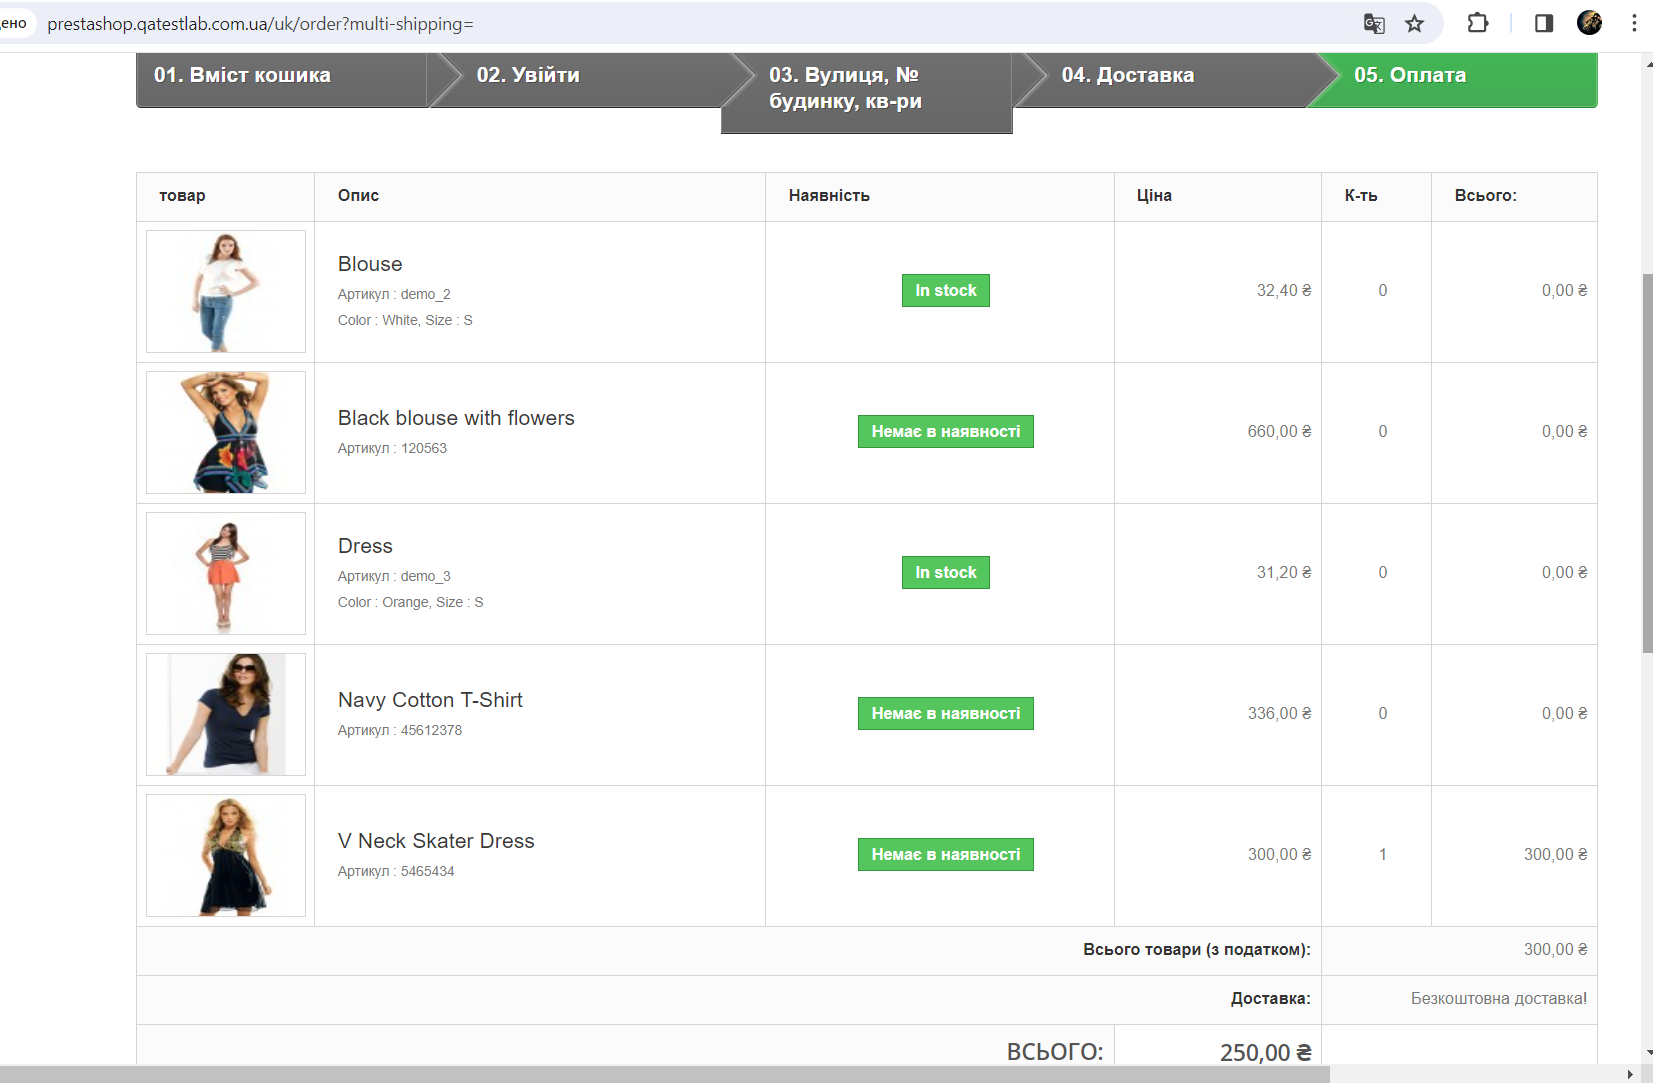 ено
prestashop.qatestlab.com.ua/uk/order?multi-shipping=
01. Вміст кошика
02. Увійти
03. Вулиця, №
будинку, кв-ри
04. Доставка
05. Оплата
товар Опис Наявність Ціна К-ть Всього:
Blouse
Артикул : demo_2
Color : White, Size : S
In stock 32,40 ₴ 0 0,00 ₴
Black blouse with flowers
Артикул : 120563
Немає в наявності 660,00 ₴ 0 0,00 ₴
Dress
Артикул : demo_3
Color : Orange, Size : S
In stock 31,20 ₴ 0 0,00 ₴
Navy Cotton T-Shirt
Артикул : 45612378
Немає в наявності 336,00 ₴ 0 0,00 ₴
V Neck Skater Dress
Артикул : 5465434
Немає в наявності 300,00 ₴ 1 300,00 ₴
Всього товари (з податком): 300,00 ₴
Доставка: Безкоштовна доставка!
ВСЬОГО: 250,00 ₴